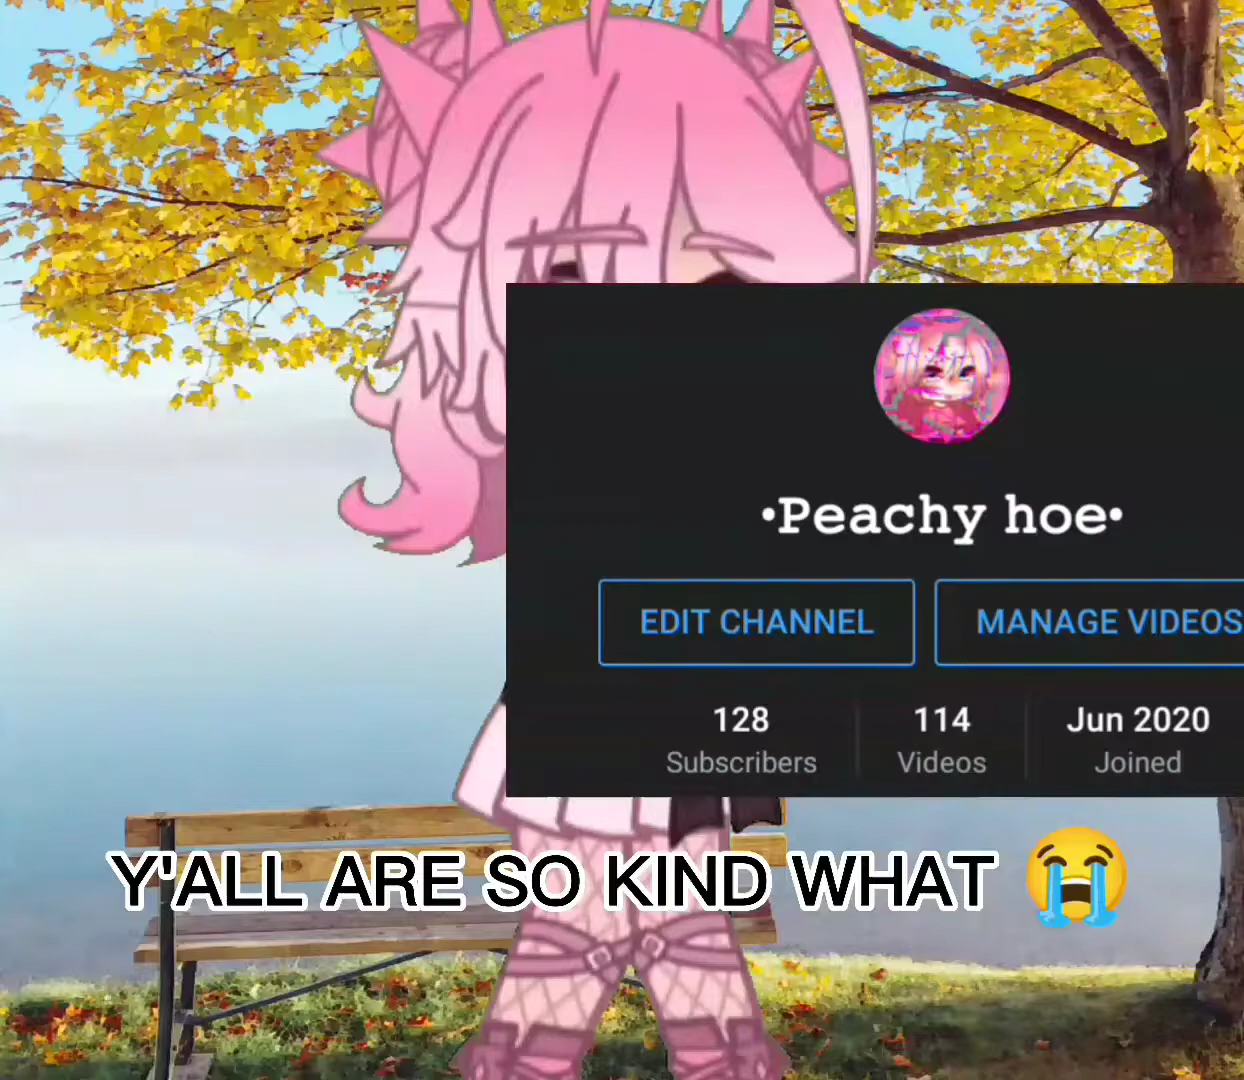 •Peachy hoe•
EDIT CHANNEL MANAGE VIDEOS
128 114 Jun 2020
Subscribers Videos Joined
Y'ALL ARE SO KIND WHAT 😭